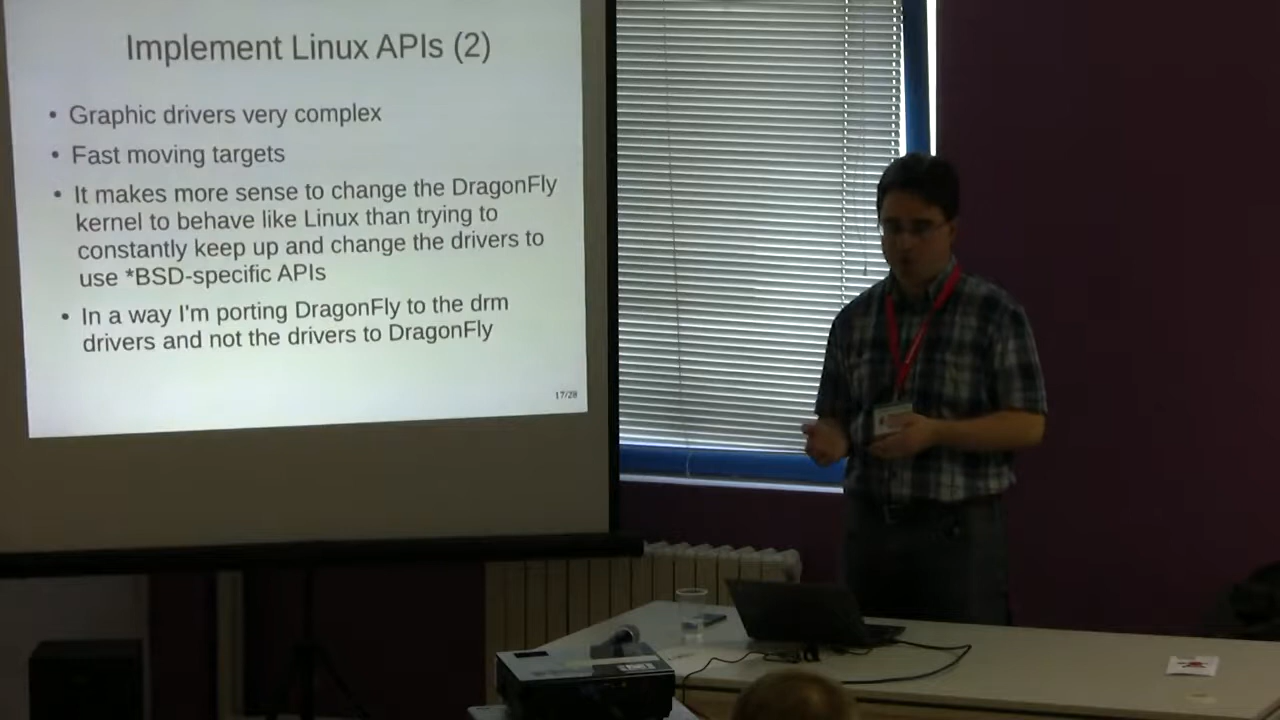 Implement Linux APIs (2)
• Graphic drivers very complex
• Fast moving targets
• It makes more sense to change the DragonFly
kernel to behave like Linux than trying to
constantly keep up and change the drivers to
use *BSD-specific APIs
• In a way I'm porting DragonFly to the drm
drivers and not the drivers to DragonFly
17/28